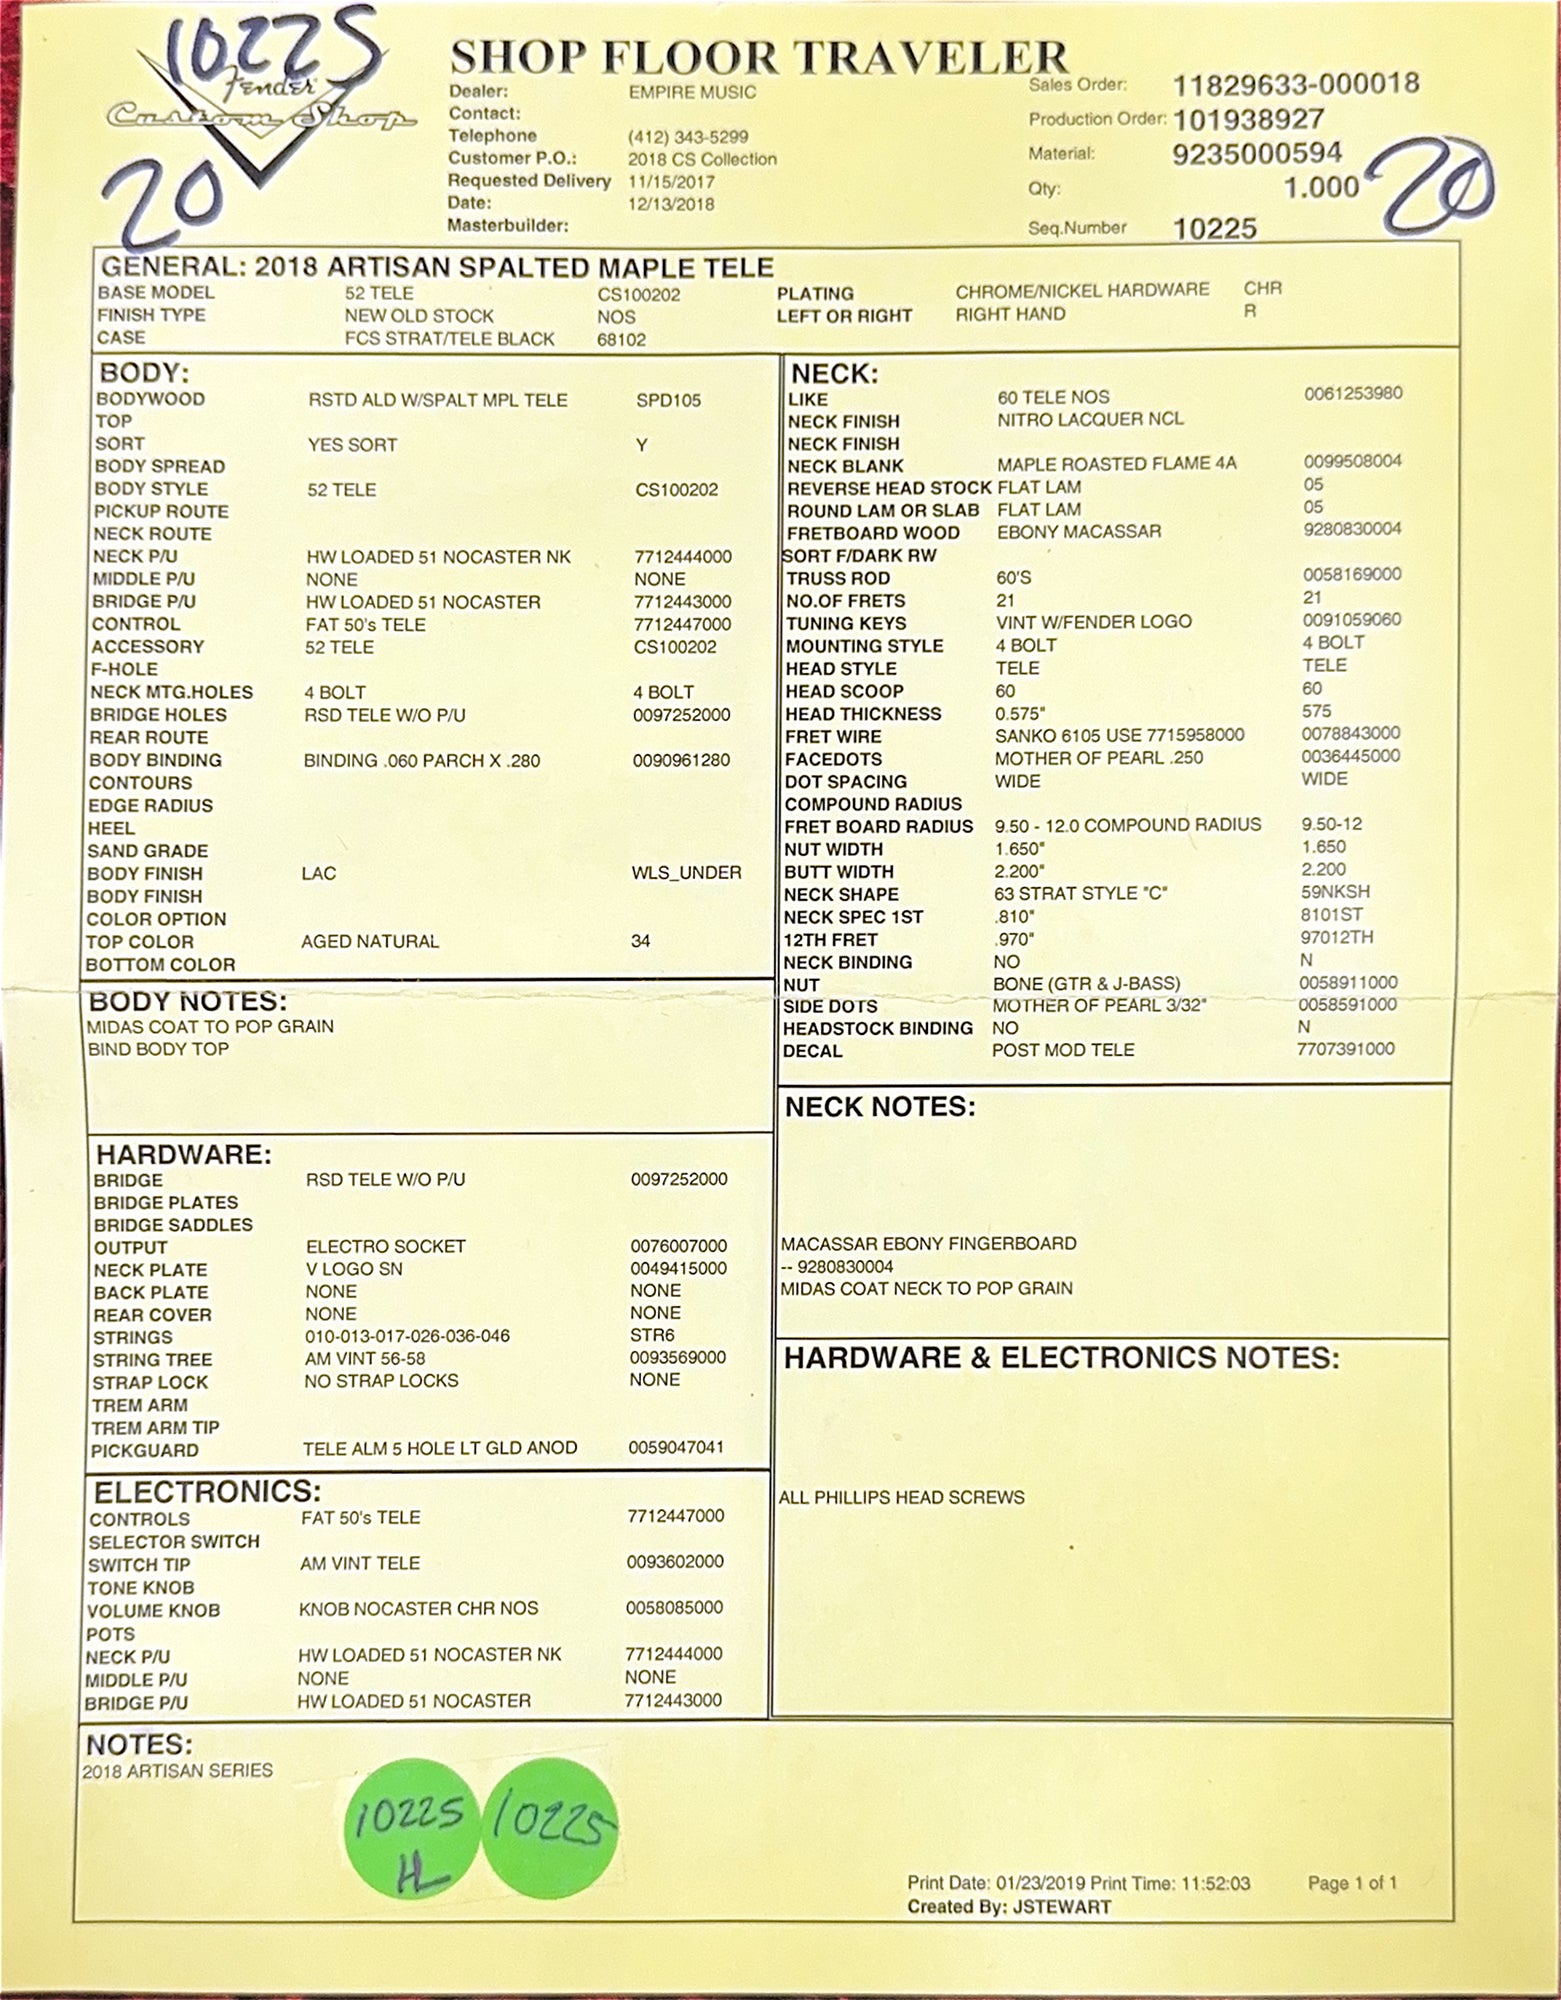 10225
Fender
Custom Shop
20
SHOP FLOOR TRAVELER
Dealer: EMPIRE MUSIC
Contact:
Telephone (412) 343-5299
Customer P.O.: 2018 CS Collection
Requested Delivery 11/15/2017
Date: 12/13/2018
Masterbuilder:
Sales Order: 11829633-000018
Production Order: 101938927
Material: 9235000594
Qty: 1.000
20
Seq.Number 10225
GENERAL: 2018 ARTISAN SPALTED MAPLE TELE
BASE MODEL 52 TELE CS100202 PLATING CHROME/NICKEL HARDWARE CHR
FINISH TYPE NEW OLD STOCK NOS LEFT OR RIGHT RIGHT HAND R
CASE FCS STRAT/TELE BLACK 68102
BODY:
BODYWOOD RSTD ALD W/SPALT MPL TELE SPD105
TOP
SORT YES SORT Y
BODY SPREAD
BODY STYLE 52 TELE CS100202
PICKUP ROUTE
NECK ROUTE
NECK P/U HW LOADED 51 NOCASTER NK 7712444000
MIDDLE P/U NONE NONE
BRIDGE P/U HW LOADED 51 NOCASTER 7712443000
CONTROL FAT 50's TELE 7712447000
ACCESSORY 52 TELE CS100202
F-HOLE
NECK MTG.HOLES 4 BOLT 4 BOLT
BRIDGE HOLES RSD TELE W/O P/U 0097252000
REAR ROUTE
BODY BINDING BINDING .060 PARCH X .280 0090961280
CONTOURS
EDGE RADIUS
HEEL
SAND GRADE
BODY FINISH LAC WLS_UNDER
BODY FINISH
COLOR OPTION
TOP COLOR AGED NATURAL 34
BOTTOM COLOR
BODY NOTES:
MIDAS COAT TO POP GRAIN
BIND BODY TOP
HARDWARE:
BRIDGE RSD TELE W/O P/U 0097252000
BRIDGE PLATES
BRIDGE SADDLES
OUTPUT ELECTRO SOCKET 0076007000
NECK PLATE V LOGO SN 0049415000
BACK PLATE NONE NONE
REAR COVER NONE NONE
STRINGS 010-013-017-026-036-046 STR6
STRING TREE AM VINT 56-58 0093569000
STRAP LOCK NO STRAP LOCKS NONE
TREM ARM
TREM ARM TIP
PICKGUARD TELE ALM 5 HOLE LT GLD ANOD 0059047041
ELECTRONICS:
CONTROLS FAT 50's TELE 7712447000
SELECTOR SWITCH
SWITCH TIP AM VINT TELE 0093602000
TONE KNOB
VOLUME KNOB KNOB NOCASTER CHR NOS 0058085000
POTS
NECK P/U HW LOADED 51 NOCASTER NK 7712444000
MIDDLE P/U NONE NONE
BRIDGE P/U HW LOADED 51 NOCASTER 7712443000
NECK:
LIKE 60 TELE NOS 0061253980
NECK FINISH NITRO LACQUER NCL
NECK FINISH
NECK BLANK MAPLE ROASTED FLAME 4A 0099508004
REVERSE HEAD STOCK FLAT LAM 05
ROUND LAM OR SLAB FLAT LAM 05
FRETBOARD WOOD EBONY MACASSAR 9280830004
SORT F/DARK RW
TRUSS ROD 60'S 0058169000
NO.OF FRETS 21 21
TUNING KEYS VINT W/FENDER LOGO 0091059060
MOUNTING STYLE 4 BOLT 4 BOLT
HEAD STYLE TELE TELE
HEAD SCOOP 60 60
HEAD THICKNESS 0.575" 575
FRET WIRE SANKO 6105 USE 7715958000 0078843000
FACEDOTS MOTHER OF PEARL .250 0036445000
DOT SPACING WIDE WIDE
COMPOUND RADIUS
FRET BOARD RADIUS 9.50 - 12.0 COMPOUND RADIUS 9.50-12
NUT WIDTH 1.650" 1.650
BUTT WIDTH 2.200" 2.200
NECK SHAPE 63 STRAT STYLE "C" 59NKSH
NECK SPEC 1ST .810" 8101ST
12TH FRET .970" 97012TH
NECK BINDING NO N
NUT BONE (GTR & J-BASS) 0058911000
SIDE DOTS MOTHER OF PEARL 3/32" 0058591000
HEADSTOCK BINDING NO N
DECAL POST MOD TELE 7707391000
NECK NOTES:
MACASSAR EBONY FINGERBOARD
-- 9280830004
MIDAS COAT NECK TO POP GRAIN
HARDWARE & ELECTRONICS NOTES:
ALL PHILLIPS HEAD SCREWS
NOTES:
2018 ARTISAN SERIES
10225
HL
10225
Print Date: 01/23/2019 Print Time: 11:52:03 Page 1 of 1
Created By: JSTEWART